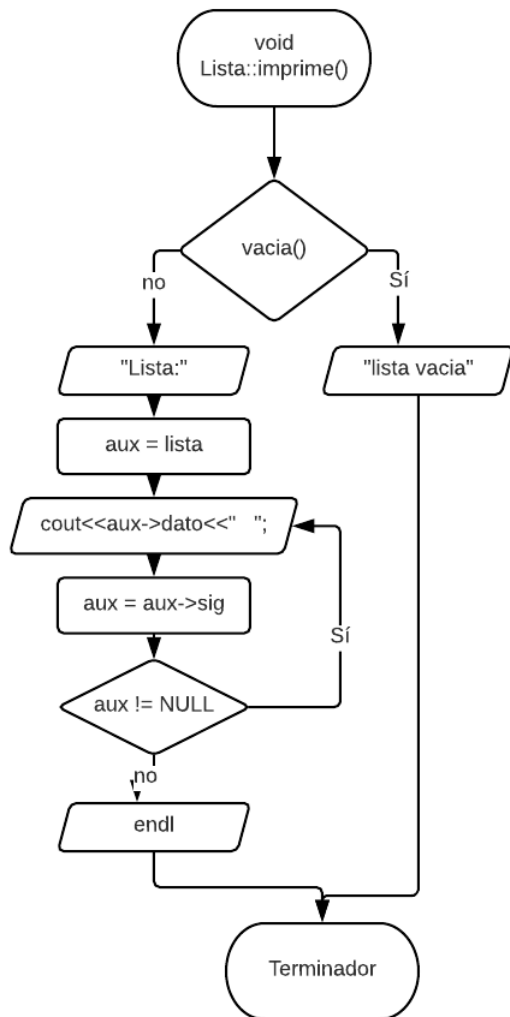 void
Lista::imprime()
vacia()
no
Sí
"Lista:"
"lista vacia"
aux = lista
cout<<aux->dato<<"   ";
aux = aux->sig
Sí
aux != NULL
no
endl
Terminador